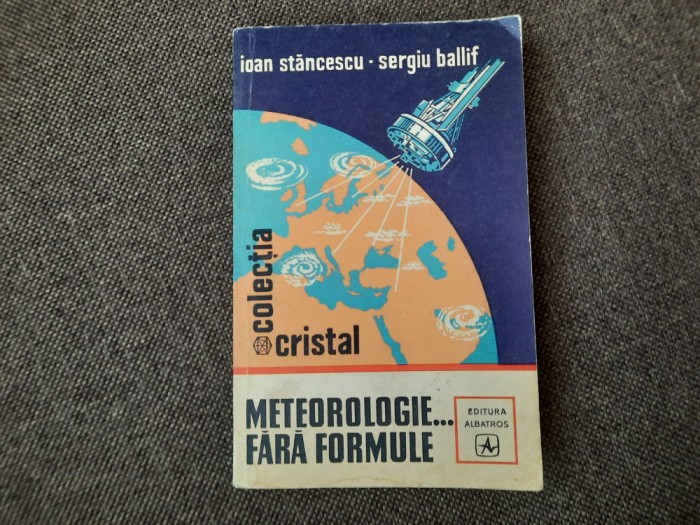 ioan stăncescu • sergiu ballif
colecția
cristal
METEOROLOGIE...
FĂRĂ FORMULE
EDITURA
ALBATROS